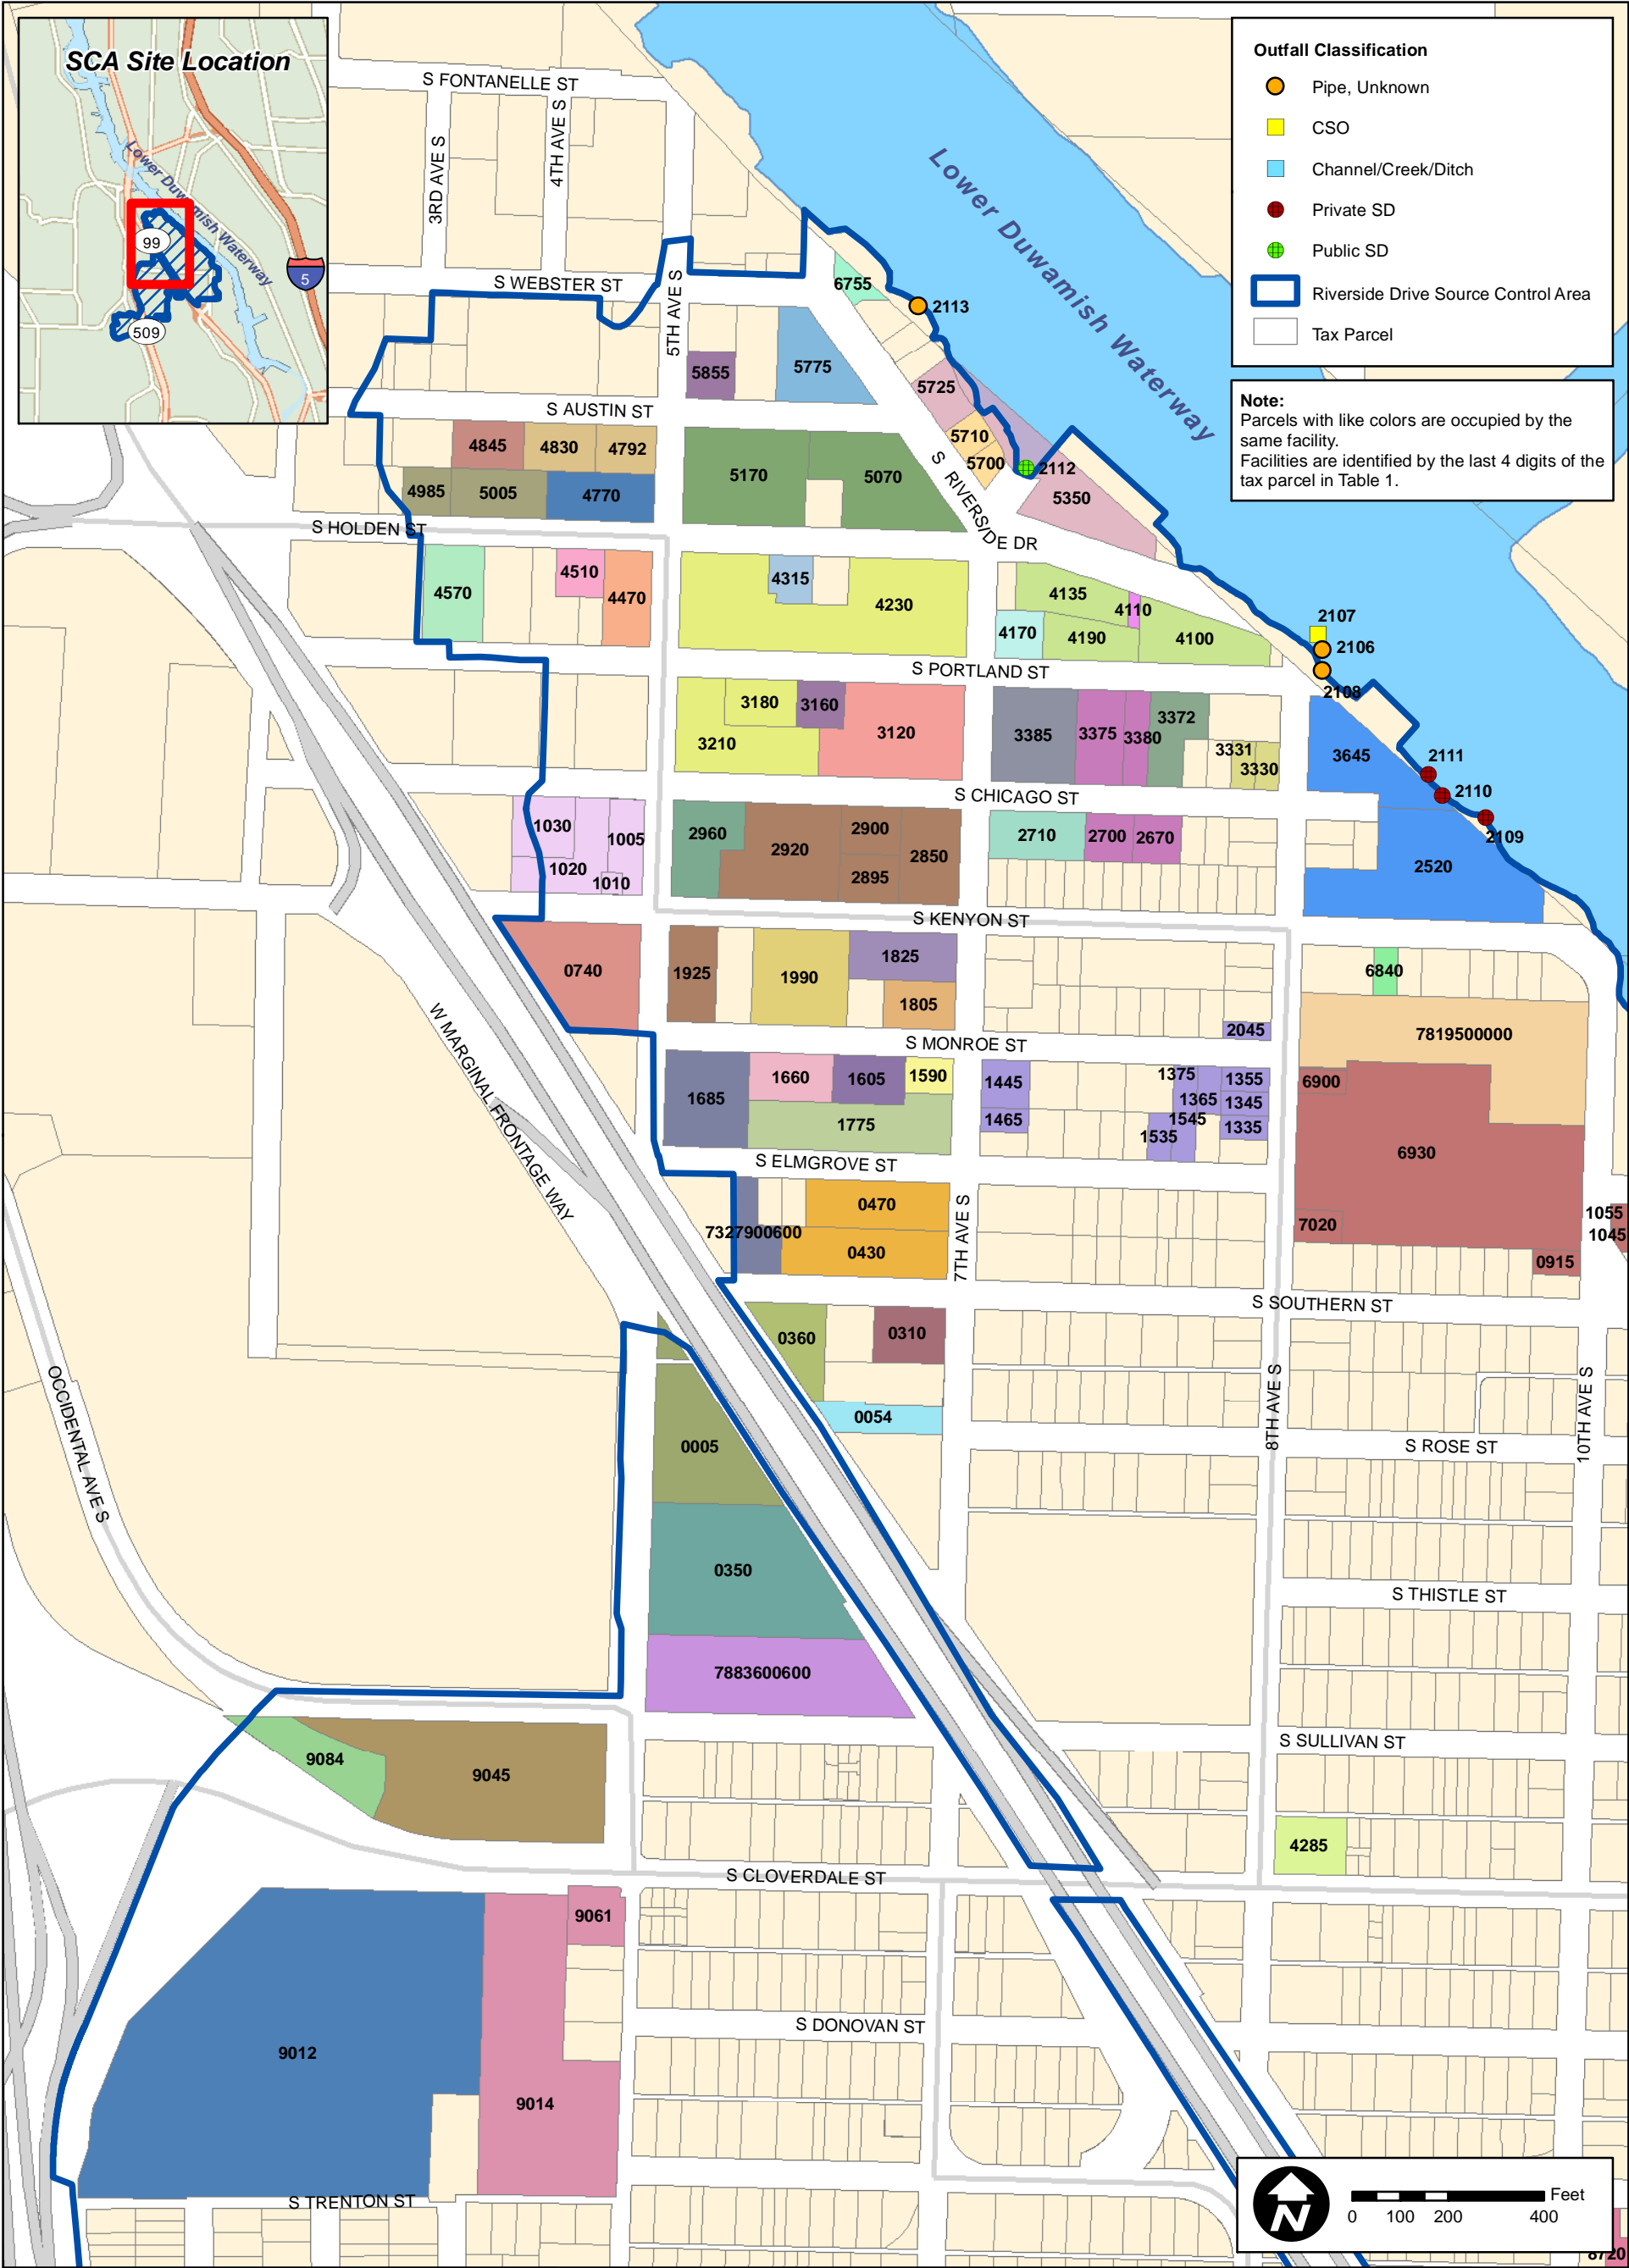 SCA Site Location
Lower Duwamish Waterway
99
5
509
Outfall Classification
Pipe, Unknown
CSO
Channel/Creek/Ditch
Private SD
Public SD
Riverside Drive Source Control Area
Tax Parcel
Note:
Parcels with like colors are occupied by the
same facility.
Facilities are identified by the last 4 digits of the
tax parcel in Table 1.
Lower Duwamish Waterway
S FONTANELLE ST
3RD AVE S
4TH AVE S
S WEBSTER ST
5TH AVE S
6755
2113
5855
5775
5725
S AUSTIN ST
4845
4830
4792
5710
5700
2112
4985
5005
4770
5170
5070
5350
S RIVERSIDE DR
S HOLDEN ST
4570
4510
4470
4315
4230
4135
4110
4170
4190
4100
2107
2106
2108
S PORTLAND ST
3180
3160
3210
3120
3385
3375
3380
3372
3331
3330
3645
2111
2110
2109
S CHICAGO ST
1030
1005
1020
1010
2960
2920
2900
2895
2850
2710
2700
2670
2520
S KENYON ST
0740
1925
1990
1825
1805
6840
2045
7819500000
S MONROE ST
W MARGINAL FRONTAGE WAY
1685
1660
1605
1590
1775
1445
1465
1375
1365
1355
1345
1545
1535
1335
6900
6930
S ELMGROVE ST
7327900600
0470
0430
7TH AVE S
7020
1055
1045
0915
S SOUTHERN ST
0360
0310
0054
OCCIDENTAL AVE S
8TH AVE S
10TH AVE S
0005
S ROSE ST
0350
S THISTLE ST
7883600600
S SULLIVAN ST
9084
9045
4285
S CLOVERDALE ST
9061
9012
9014
S DONOVAN ST
S TRENTON ST
N
Feet
0 100 200 400
8720